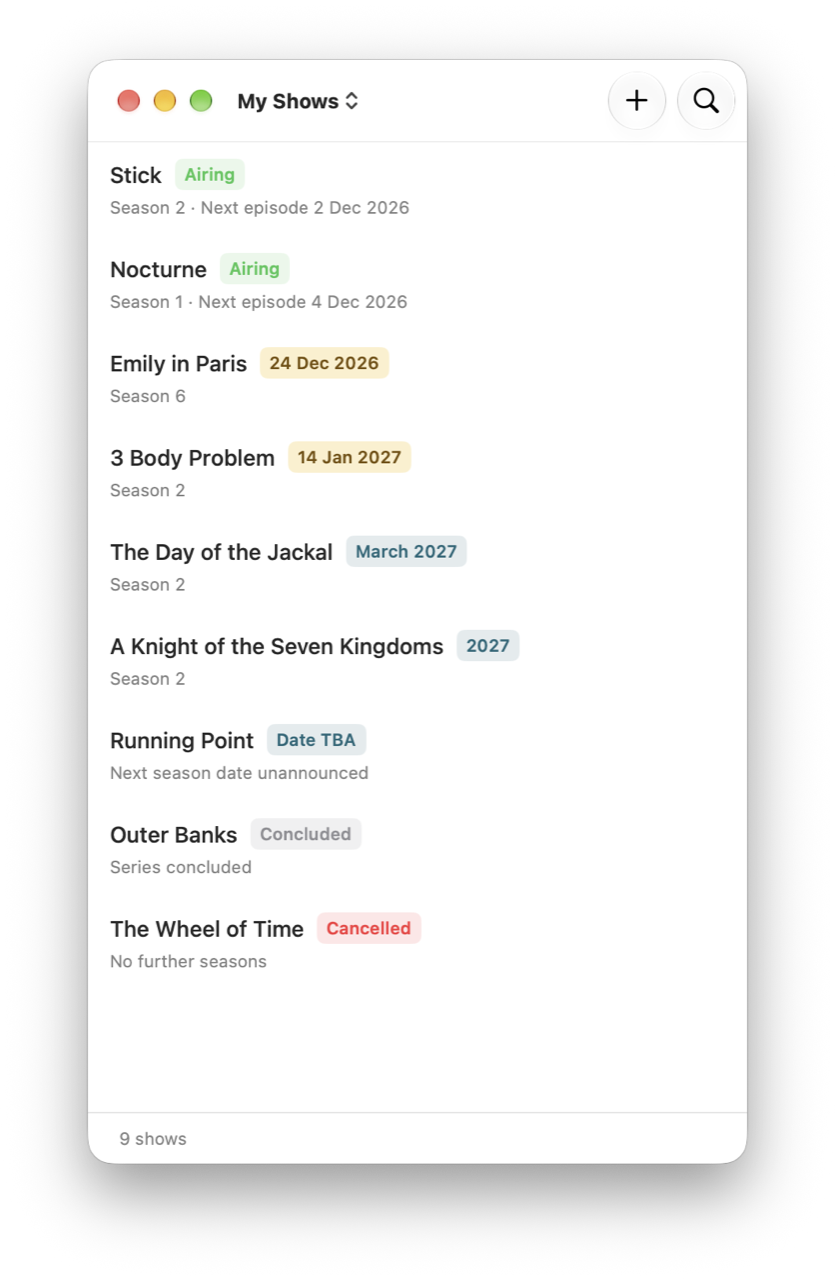 My Shows
Stick Airing
Season 2 · Next episode 2 Dec 2026
Nocturne Airing
Season 1 · Next episode 4 Dec 2026
Emily in Paris 24 Dec 2026
Season 6
3 Body Problem 14 Jan 2027
Season 2
The Day of the Jackal March 2027
Season 2
A Knight of the Seven Kingdoms 2027
Season 2
Running Point Date TBA
Next season date unannounced
Outer Banks Concluded
Series concluded
The Wheel of Time Cancelled
No further seasons
9 shows